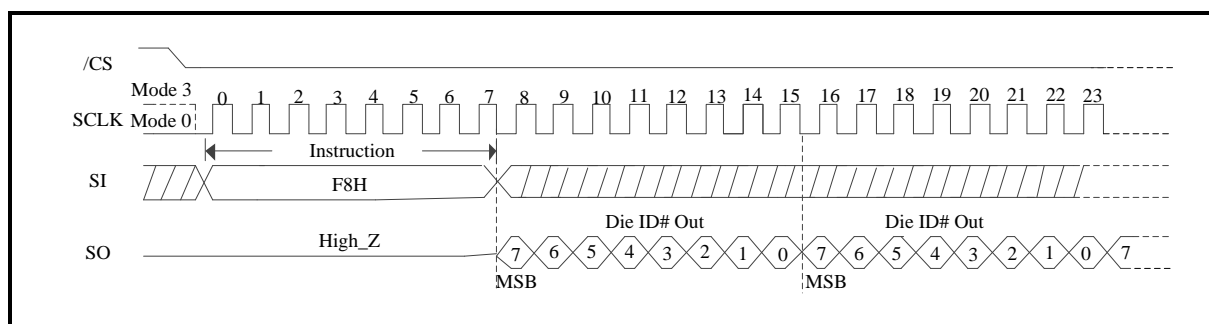 /CS
Mode 3
0 1 2 3 4 5 6 7 8 9 10 11 12 13 14 15 16 17 18 19 20 21 22 23
SCLK Mode 0
Instruction
SI F8H
Die ID# Out Die ID# Out
High_Z
SO 7 6 5 4 3 2 1 0 7 6 5 4 3 2 1 0 7
MSB MSB